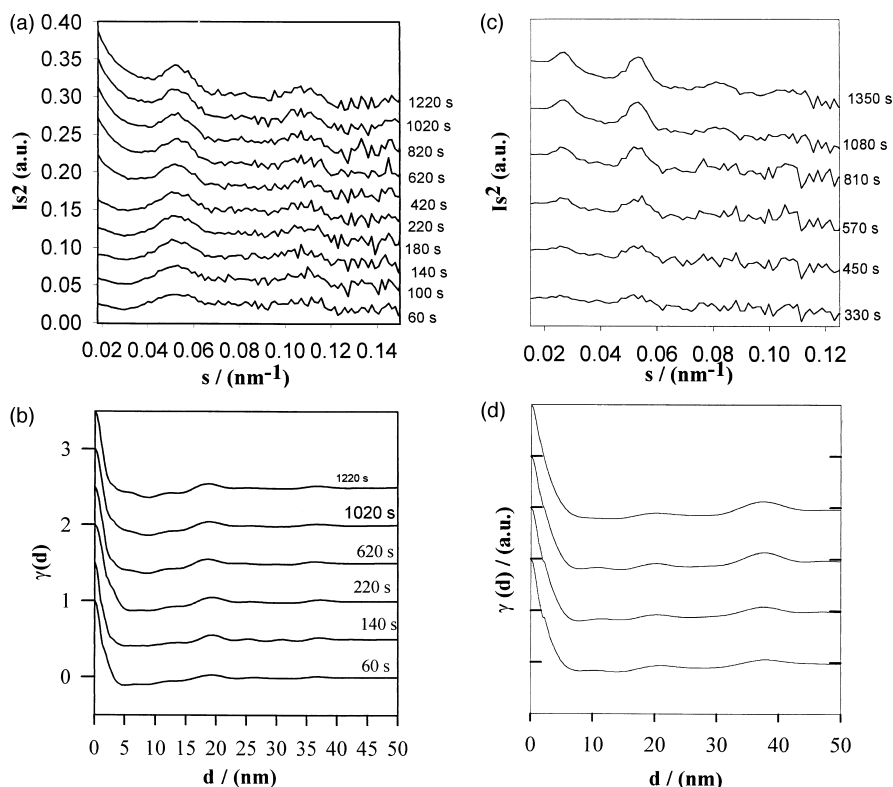 (a)
0.40
0.35
0.30
0.25
0.20
0.15
0.10
0.05
0.00
Is2 (a.u.)
1220 s
1020 s
820 s
620 s
420 s
220 s
180 s
140 s
100 s
60 s
0.02 0.04 0.06 0.08 0.10 0.12 0.14
s / (nm⁻¹)
(c)
Is² (a.u.)
1350 s
1080 s
810 s
570 s
450 s
330 s
0.02 0.04 0.06 0.08 0.10 0.12
s / (nm⁻¹)
(b)
3
2
1
0
γ(d)
1220 s
1020 s
620 s
220 s
140 s
60 s
0 5 10 15 20 25 30 35 40 45 50
d / (nm)
(d)
γ (d) / (a.u.)
0 10 20 30 40 50
d / (nm)